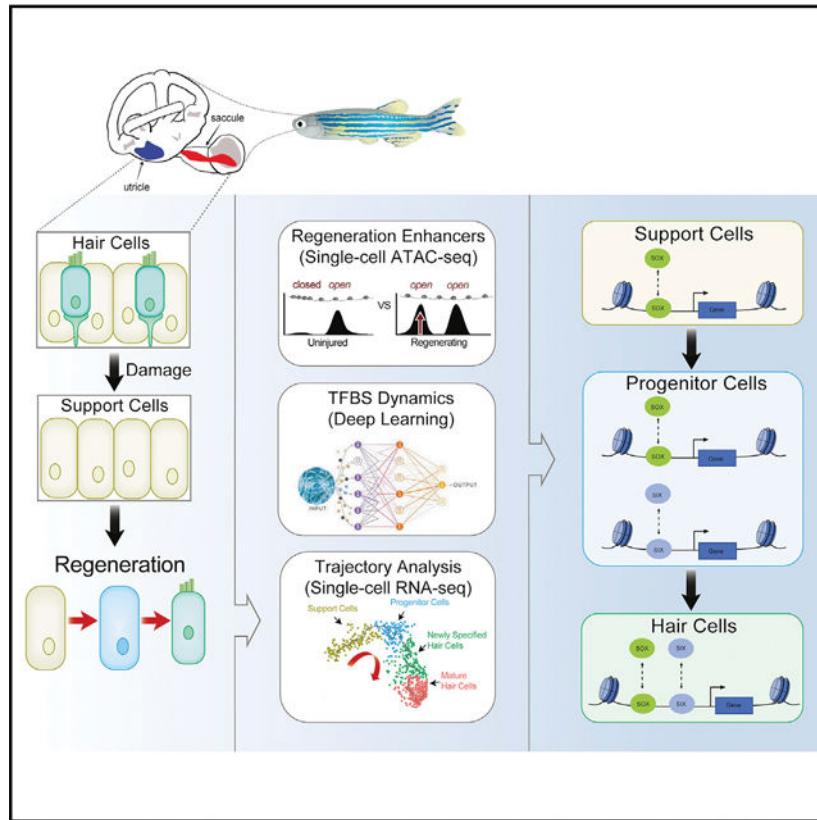 saccule
utricle
Hair Cells
Damage
Support Cells
Regeneration
Regeneration Enhancers
(Single-cell ATAC-seq)
closed open
open open
VS
Uninjured
Regenerating
TFBS Dynamics
(Deep Learning)
INPUT
OUTPUT
Trajectory Analysis
(Single-cell RNA-seq)
Support Cells
Progenitor Cells
Newly Specified
Hair Cells
Mature
Hair Cells
Support Cells
SOX
SOX
Gene
Progenitor Cells
SOX
SOX
Gene
SIX
SIX
Gene
Hair Cells
SOX SIX
SOX SIX
Gene